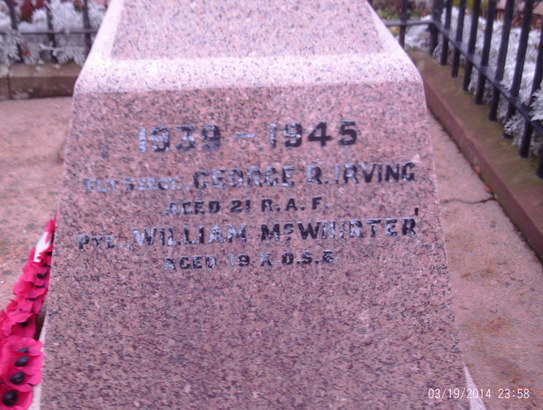 1939 – 1945
GEORGE R. IRVING
AGED 21 R.A.F.
PTE. WILLIAM McWHIRTER
AGED 19 K.O.S.B.
03/19/2014 23:58